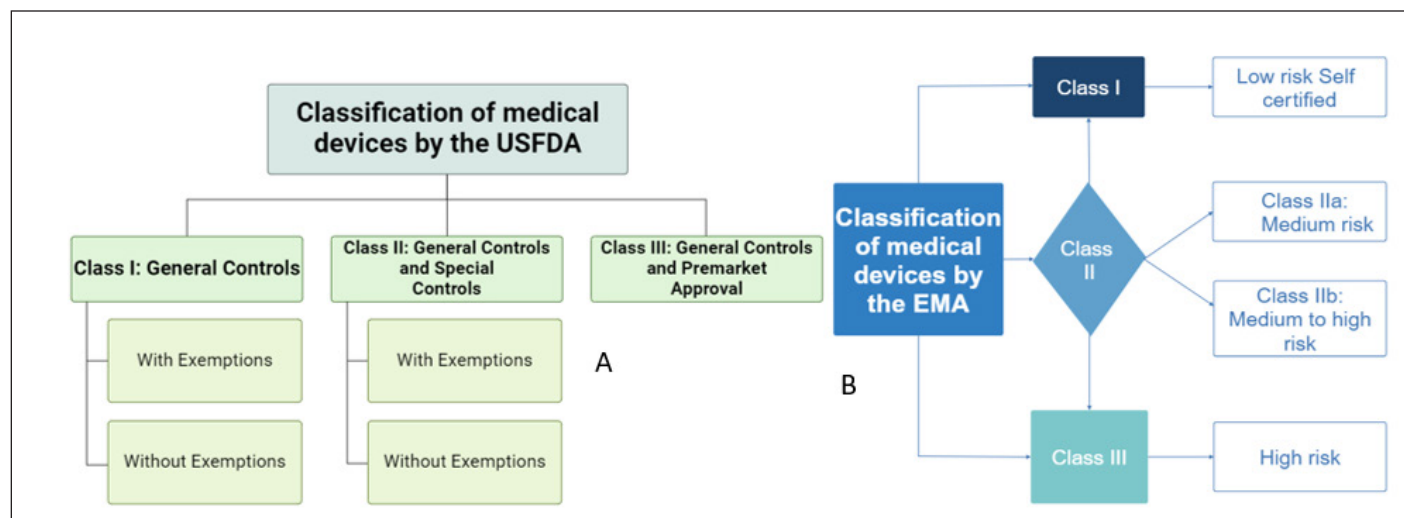 Classification of medical
devices by the USFDA
Class I: General Controls
With Exemptions
Without Exemptions
Class II: General Controls
and Special
Controls
With Exemptions
Without Exemptions
Class III: General Controls
and Premarket
Approval
A
Classification
of medical
devices by
the EMA
Class I
Low risk Self
certified
Class
II
Class IIa:
Medium risk
Class IIb:
Medium to high
risk
Class III
High risk
B